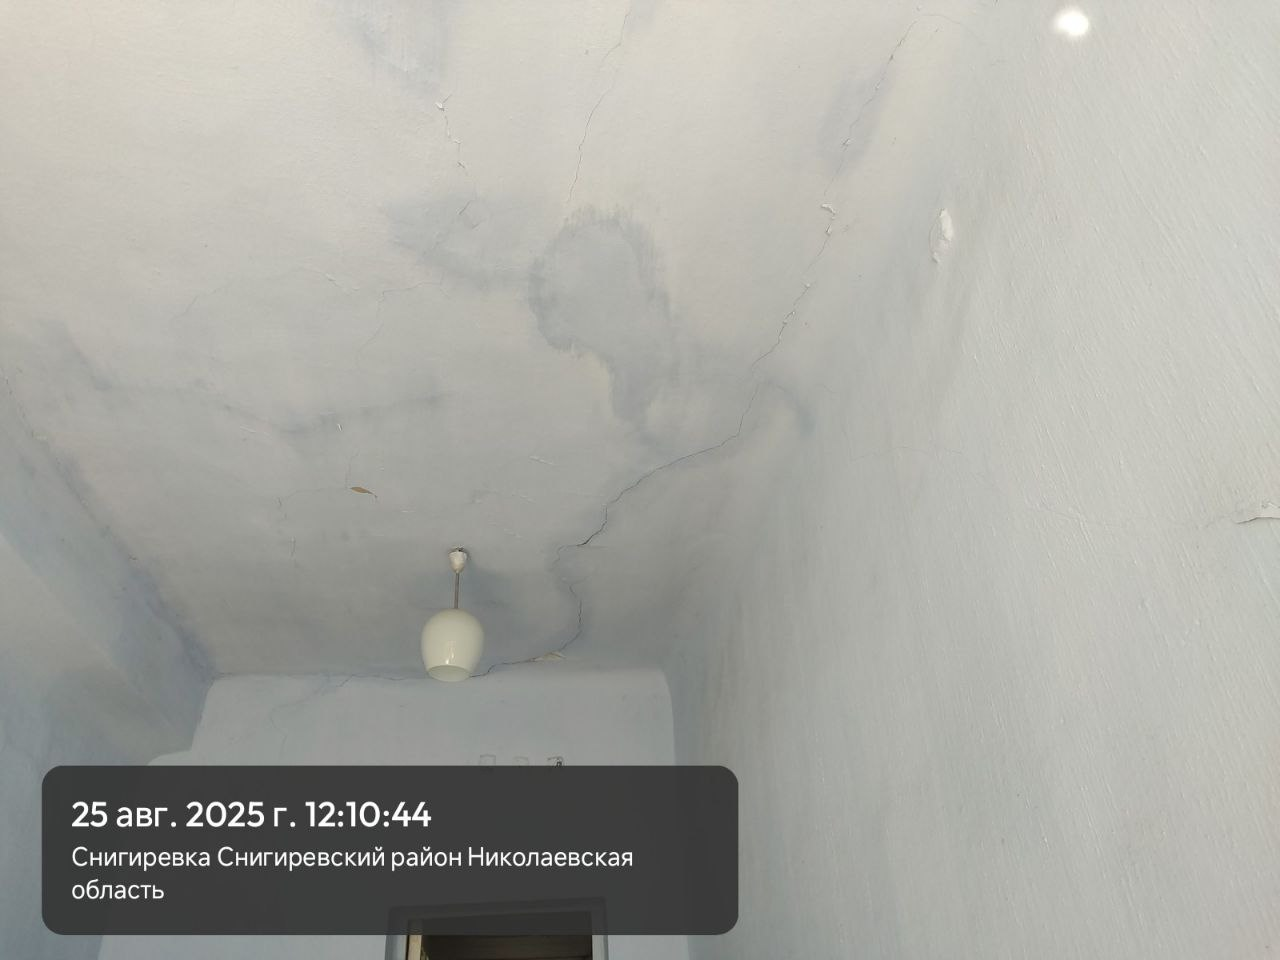 25 авг. 2025 г. 12:10:44
Снигиревка Снигиревский район Николаевская
область